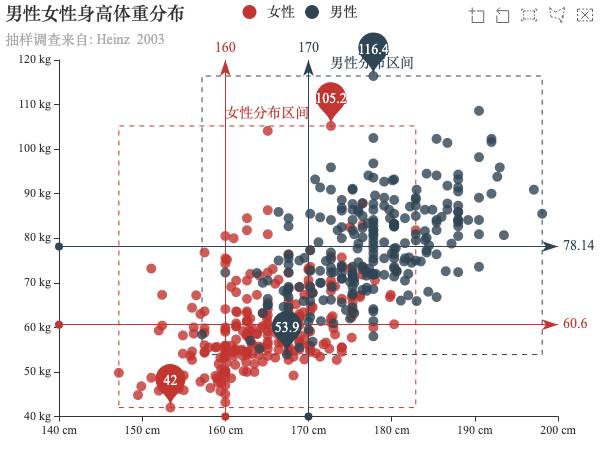 男性女性身高体重分布
女性 男性
抽样调查来自: Heinz 2003
160 170
116.4
男性分布区间
105.2
女性分布区间
120 kg
110 kg
100 kg
90 kg
80 kg
78.14
70 kg
60 kg
60.6
53.9
50 kg
42
40 kg
140 cm 150 cm 160 cm 170 cm 180 cm 190 cm 200 cm